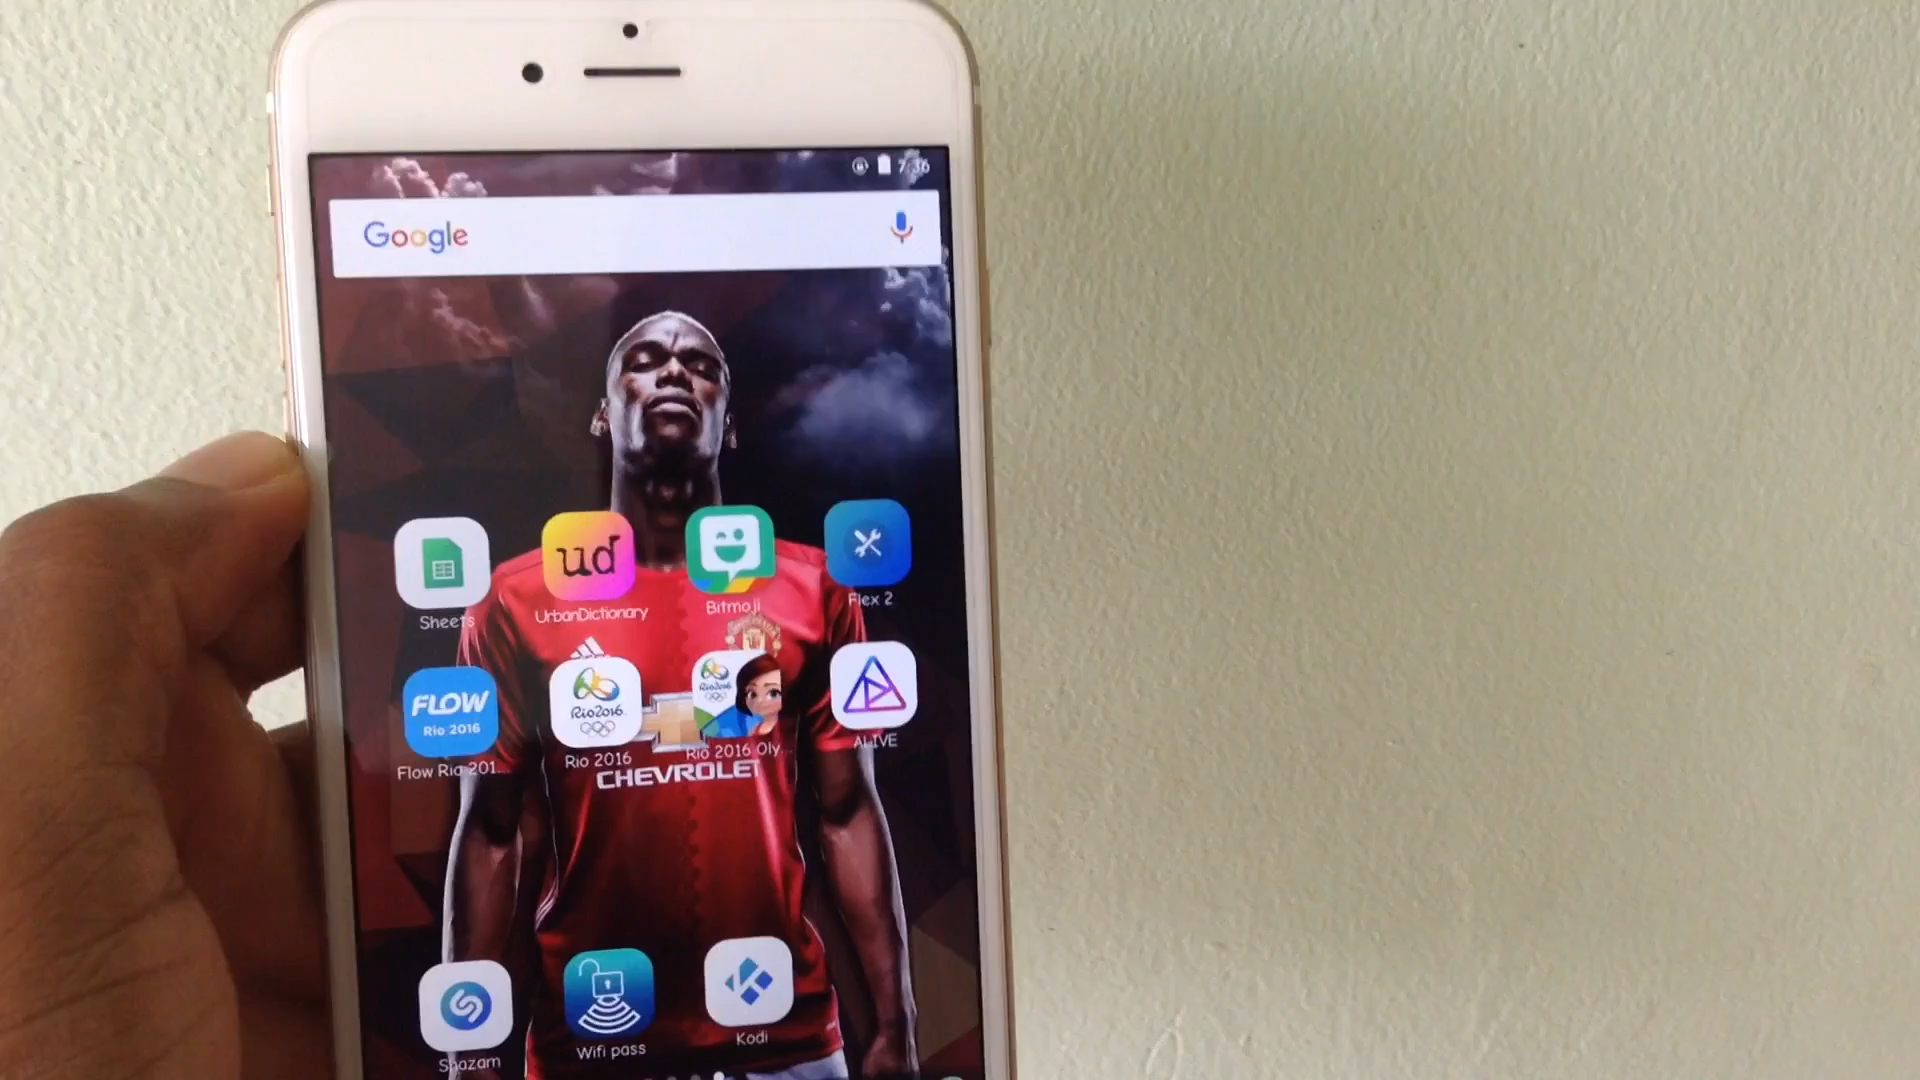 7:36
Google
Sheets
ud
UrbanDictionary
Bitmoji
Flex 2
FLOW
Rio 2016
Flow Rio 201...
Rio2016
Rio 2016
Rio2016
Rio 2016 Oly...
ALIVE
CHEVROLET
Shazam
Wifi pass
Kodi